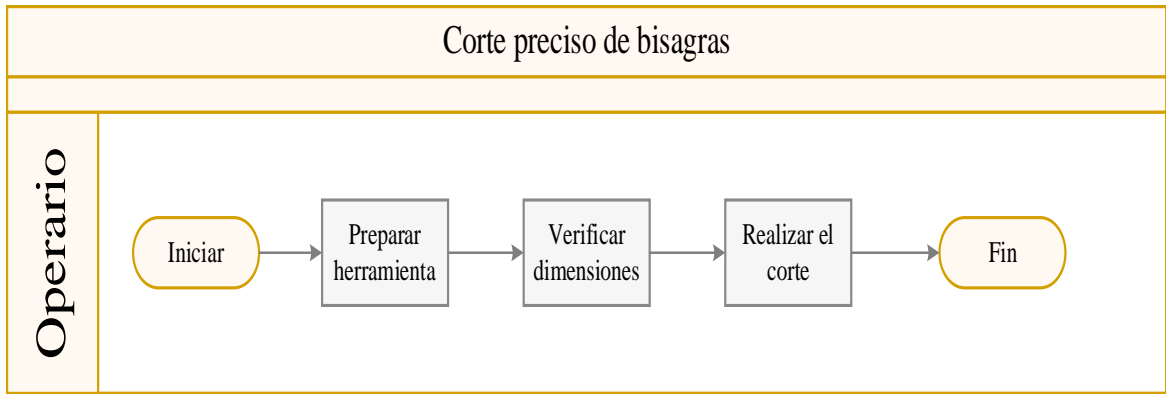 Corte preciso de bisagras
Operario
Iniciar
Preparar
herramienta
Verificar
dimensiones
Realizar el
corte
Fin